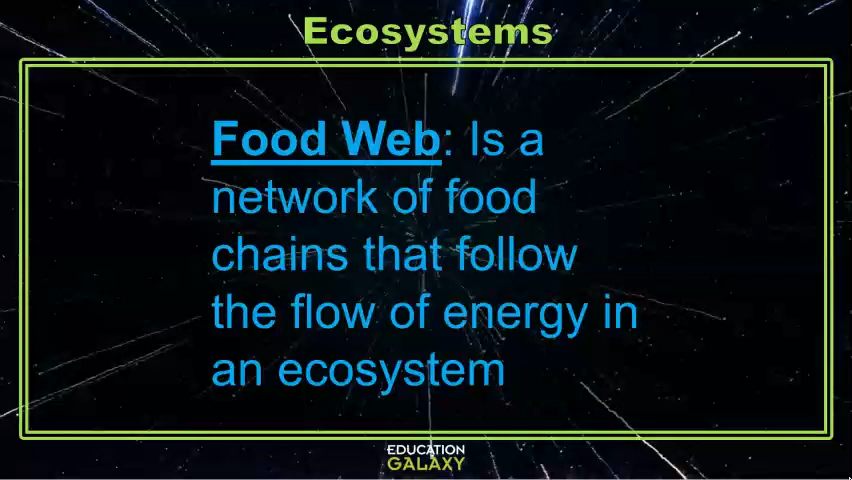 Ecosystems
Food Web: Is a
network of food
chains that follow
the flow of energy in
an ecosystem
EDUCATION
GALAXY